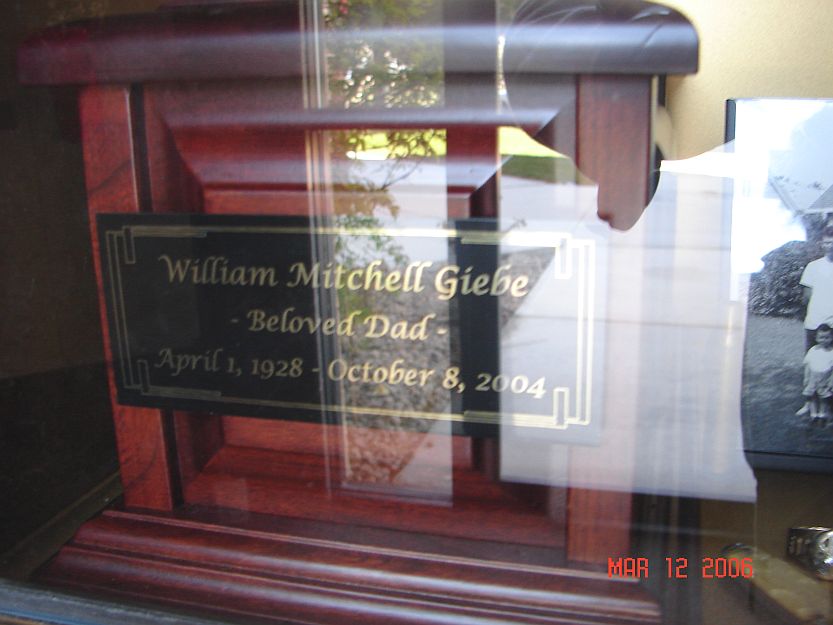 William Mitchell Giebe
- Beloved Dad -
April 1, 1928 - October 8, 2004
MAR 12 2006